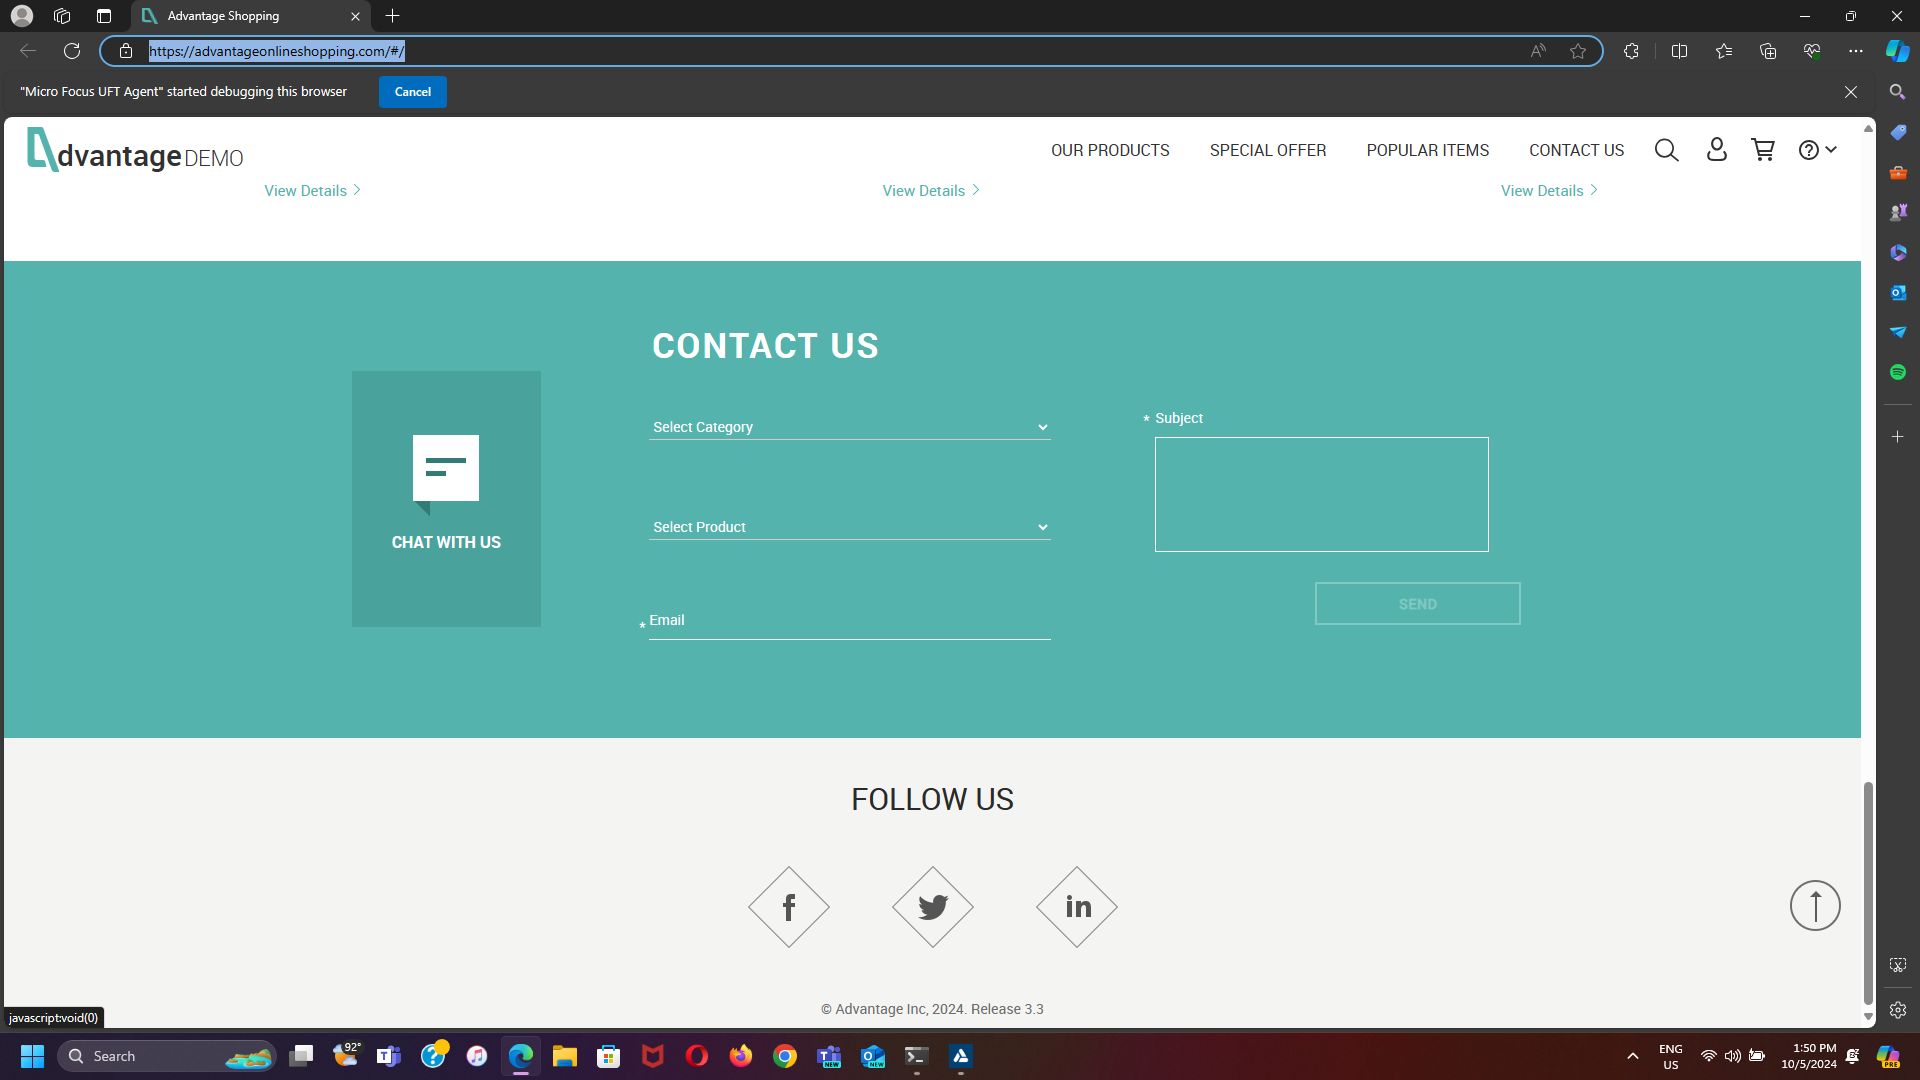 Advantage Shopping
https://advantageonlineshopping.com/#/
"Micro Focus UFT Agent" started debugging this browser
Cancel
dvantage DEMO
OUR PRODUCTS
SPECIAL OFFER
POPULAR ITEMS
CONTACT US
View Details
View Details
View Details
CONTACT US
Select Category
* Subject
CHAT WITH US
Select Product
SEND
* Email
FOLLOW US
© Advantage Inc, 2024. Release 3.3
javascript:void(0)
Search
92°
NEW
NEW
ENG
US
1:50 PM
10/5/2024
PRE